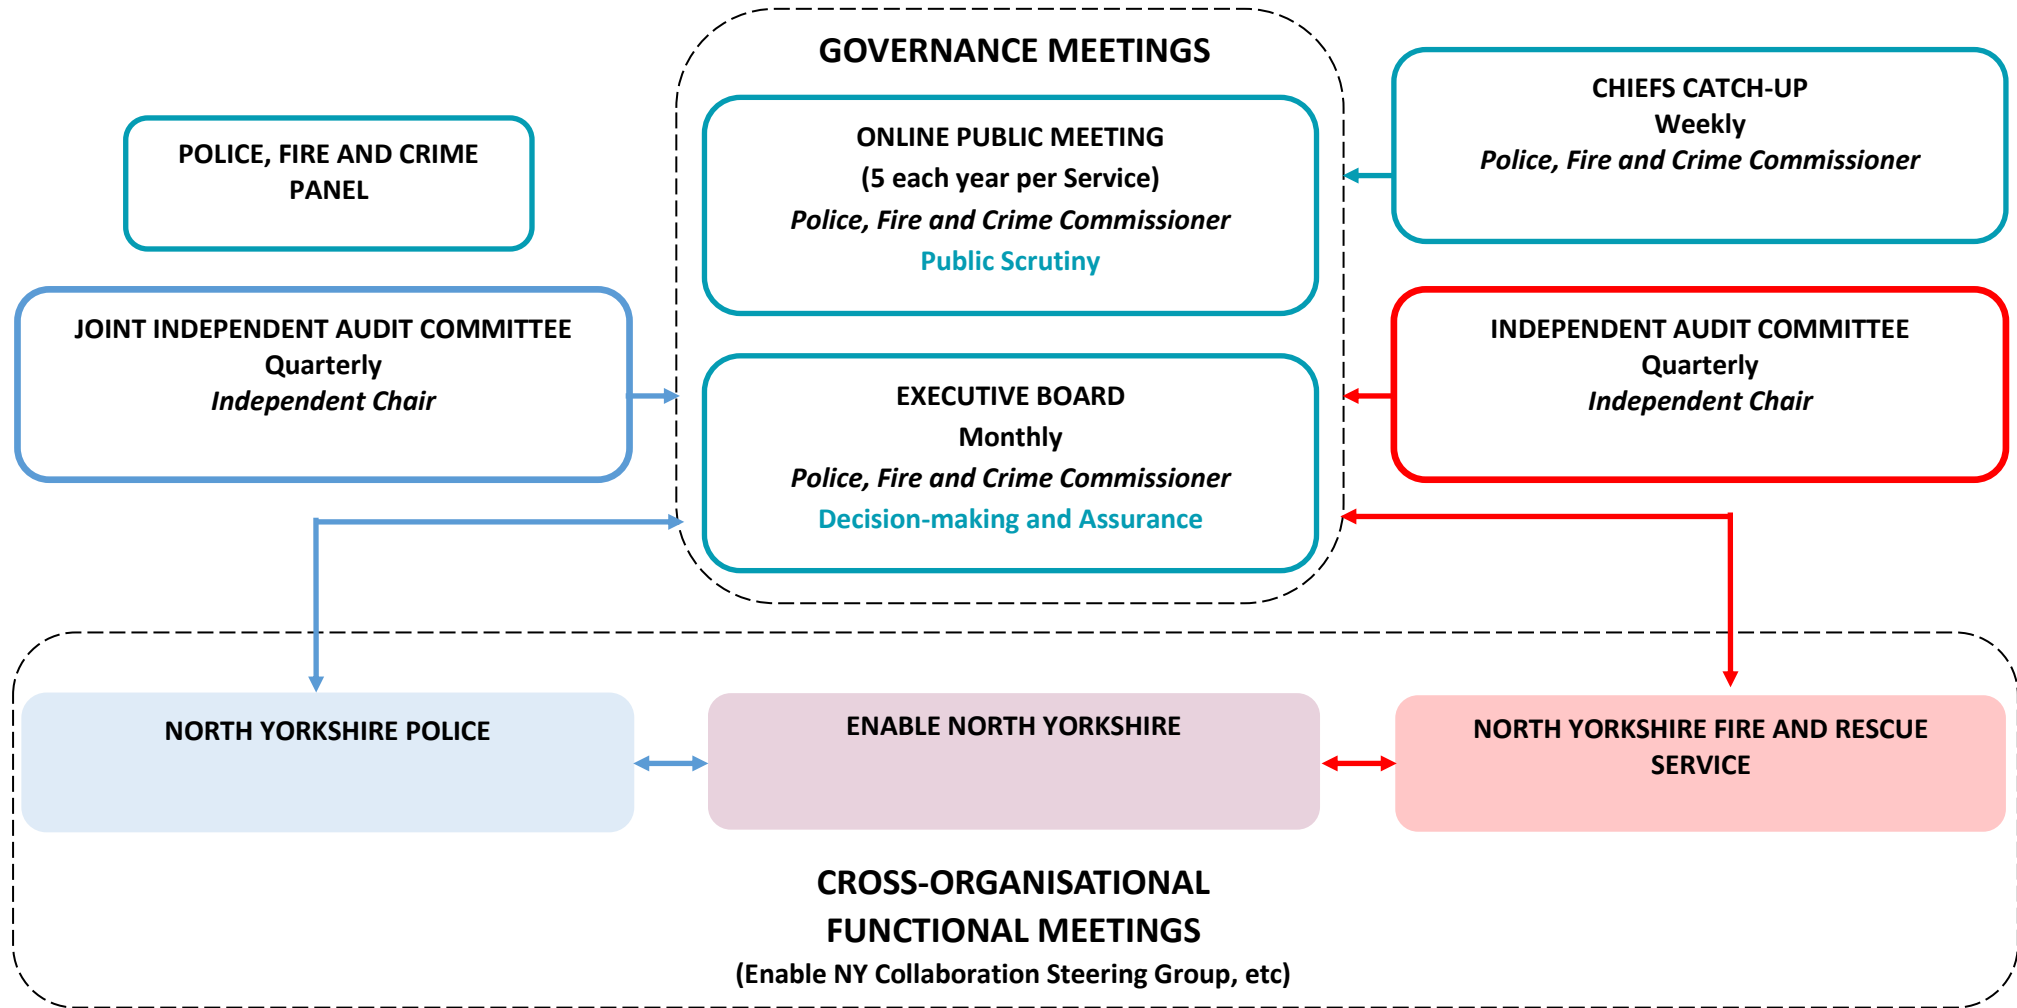 GOVERNANCE MEETINGS
ONLINE PUBLIC MEETING
(5 each year per Service)
Police, Fire and Crime Commissioner
Public Scrutiny
CHIEFS CATCH-UP
Weekly
Police, Fire and Crime Commissioner
POLICE, FIRE AND CRIME
PANEL
JOINT INDEPENDENT AUDIT COMMITTEE
Quarterly
Independent Chair
EXECUTIVE BOARD
Monthly
Police, Fire and Crime Commissioner
Decision-making and Assurance
INDEPENDENT AUDIT COMMITTEE
Quarterly
Independent Chair
NORTH YORKSHIRE POLICE
ENABLE NORTH YORKSHIRE
NORTH YORKSHIRE FIRE AND RESCUE
SERVICE
CROSS-ORGANISATIONAL
FUNCTIONAL MEETINGS
(Enable NY Collaboration Steering Group, etc)